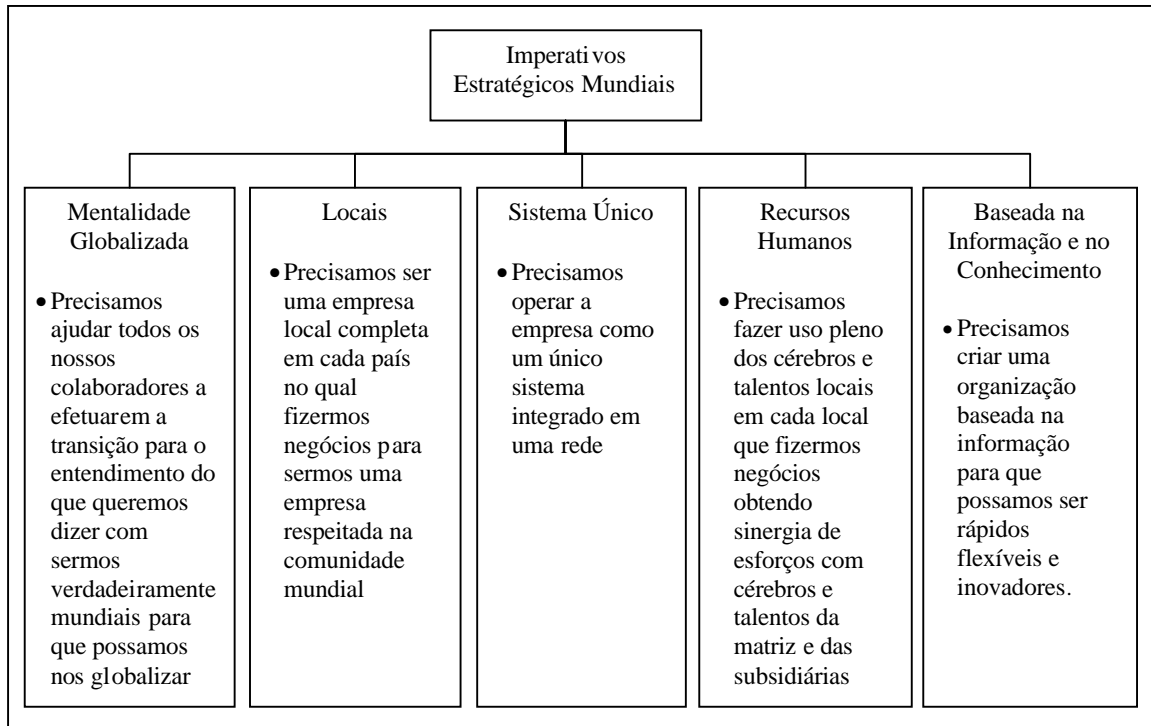 Imperativos
Estratégicos Mundiais
Mentalidade
Globalizada
• Precisamos
ajudar todos os
nossos
colaboradores a
efetuarem a
transição para o
entendimento do
que queremos
dizer com
sermos
verdadeiramente
mundiais para
que possamos
nos globalizar
Locais
• Precisamos ser
uma empresa
local completa
em cada país
no qual
fizermos
negócios para
sermos uma
empresa
respeitada na
comunidade
mundial
Sistema Único
• Precisamos
operar a
empresa como
um único
sistema
integrado em
uma rede
Recursos
Humanos
• Precisamos
fazer uso pleno
dos cérebros e
talentos locais
em cada local
que fizermos
negócios
obtendo
sinergia de
esforços com
cérebros e
talentos da
matriz e das
subsidiárias
Baseada na
Informação e no
Conhecimento
• Precisamos
criar uma
organização
baseada na
informação
para que
possamos ser
rápidos
flexíveis e
inovadores.